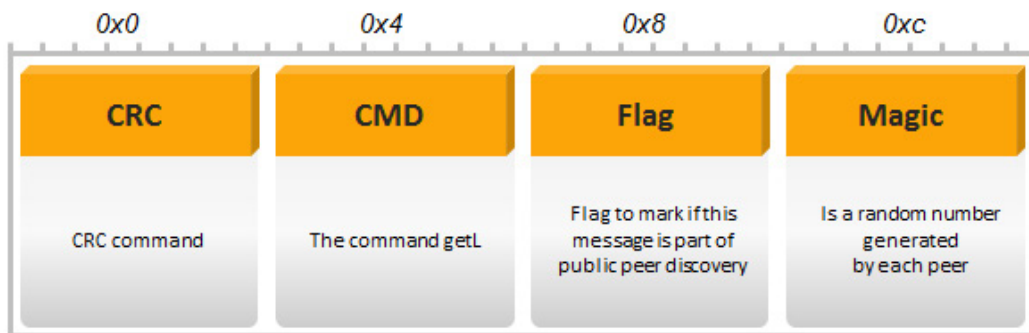 0x0 0x4 0x8 0xc
CRC CMD Flag Magic
CRC command
The command getL
Flag to mark if this
message is part of
public peer discovery
Is a random number
generated
by each peer